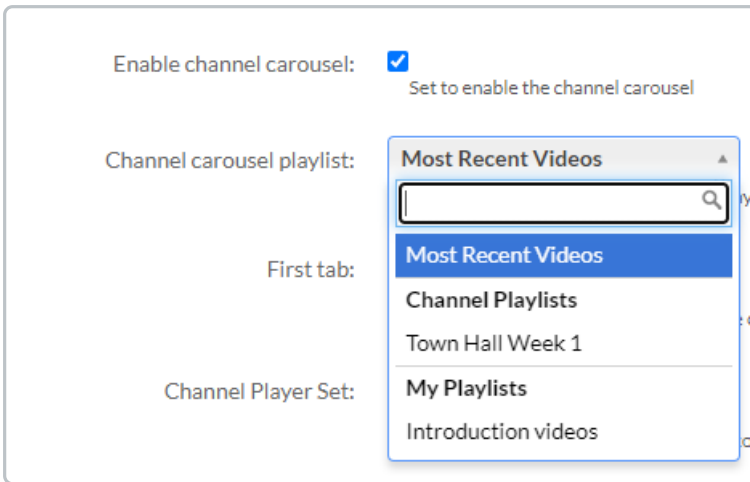 Enable channel carousel:
Set to enable the channel carousel
Channel carousel playlist:
Most Recent Videos
Most Recent Videos
First tab:
Channel Playlists
Town Hall Week 1
Channel Player Set:
My Playlists
Introduction videos